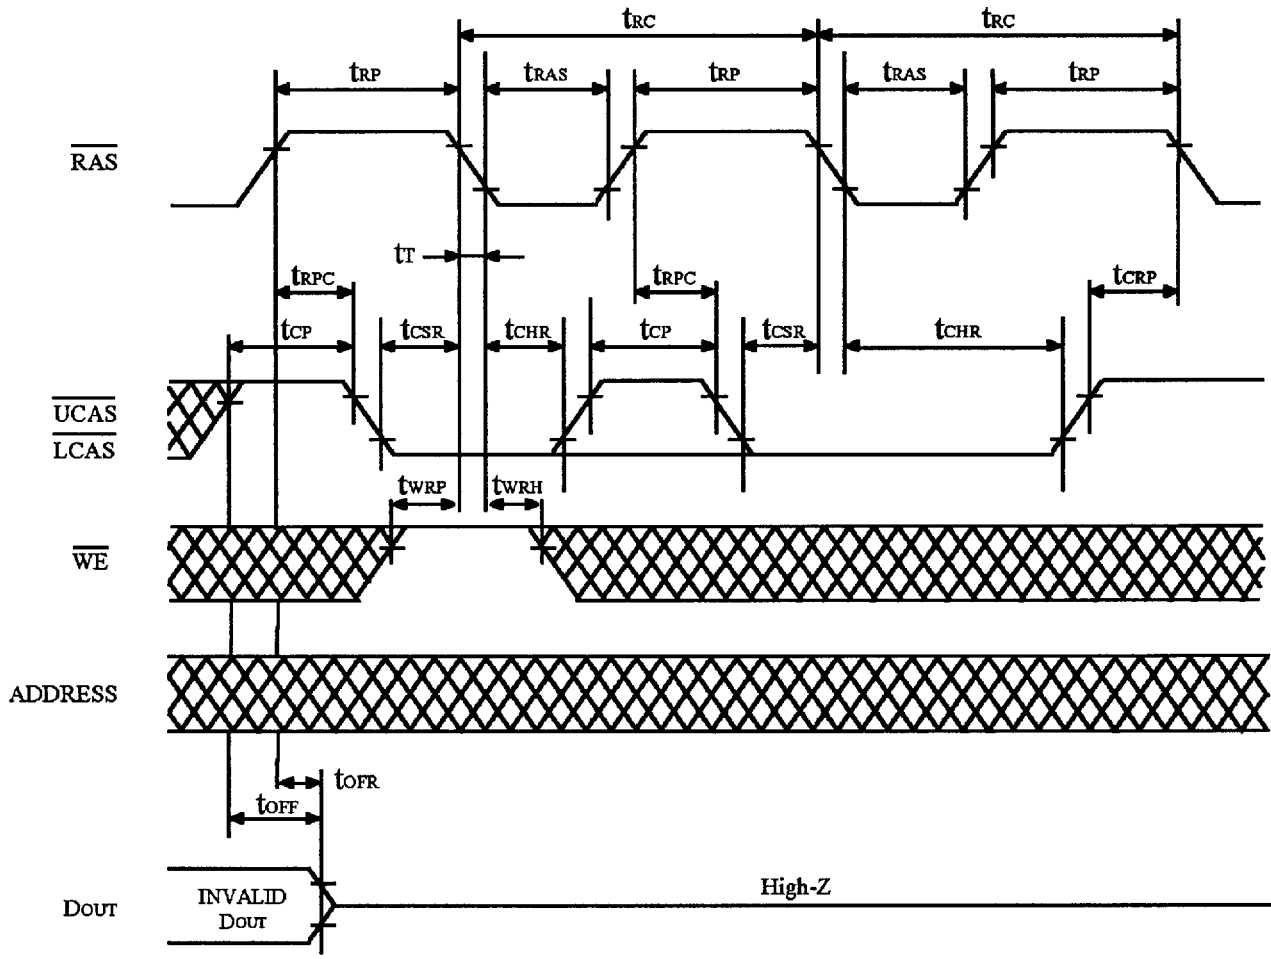 tRC tRC
tRP tRAS tRP tRAS tRP
RAS
tT
tRPC tRPC tCRP
tCP tCSR tCHR tCP tCSR tCHR
UCAS
LCAS
tWRP tWRH
WE
ADDRESS
tOFR
tOFF
INVALID
DOUT
High-Z
DOUT